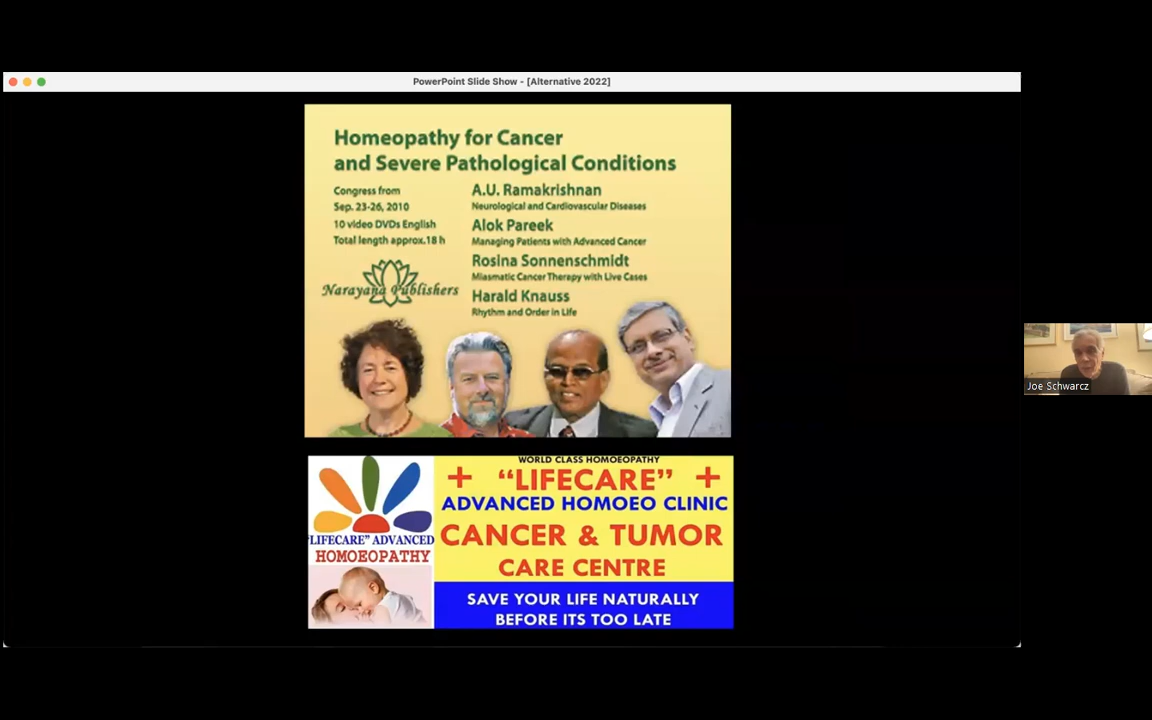 PowerPoint Slide Show - [Alternative 2022]
Homeopathy for Cancer
and Severe Pathological Conditions
Congress from
Sep. 23-26, 2010
10 video DVDs English
Total length approx.18 h
Narayana Publishers
A.U. Ramakrishnan
Neurological and Cardiovascular Diseases
Alok Pareek
Managing Patients with Advanced Cancer
Rosina Sonnenschmidt
Miasmatic Cancer Therapy with Live Cases
Harald Knauss
Rhythm and Order in Life
Joe Schwarcz
"LIFECARE" ADVANCED
HOMOEOPATHY
WORLD CLASS HOMOEOPATHY
+ “LIFECARE” +
ADVANCED HOMOEO CLINIC
CANCER & TUMOR
CARE CENTRE
SAVE YOUR LIFE NATURALLY
BEFORE ITS TOO LATE